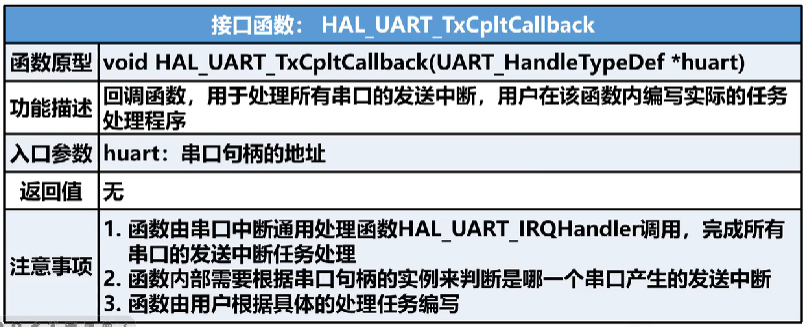 接口函数： HAL_UART_TxCpltCallback
函数原型 void HAL_UART_TxCpltCallback(UART_HandleTypeDef *huart)
功能描述 回调函数，用于处理所有串口的发送中断，用户在该函数内编写实际的任务
处理程序
入口参数 huart：串口句柄的地址
返回值 无
注意事项
1. 函数由串口中断通用处理函数HAL_UART_IRQHandler调用，完成所有
串口的发送中断任务处理
2. 函数内部需要根据串口句柄的实例来判断是哪一个串口产生的发送中断
3. 函数由用户根据具体的处理任务编写